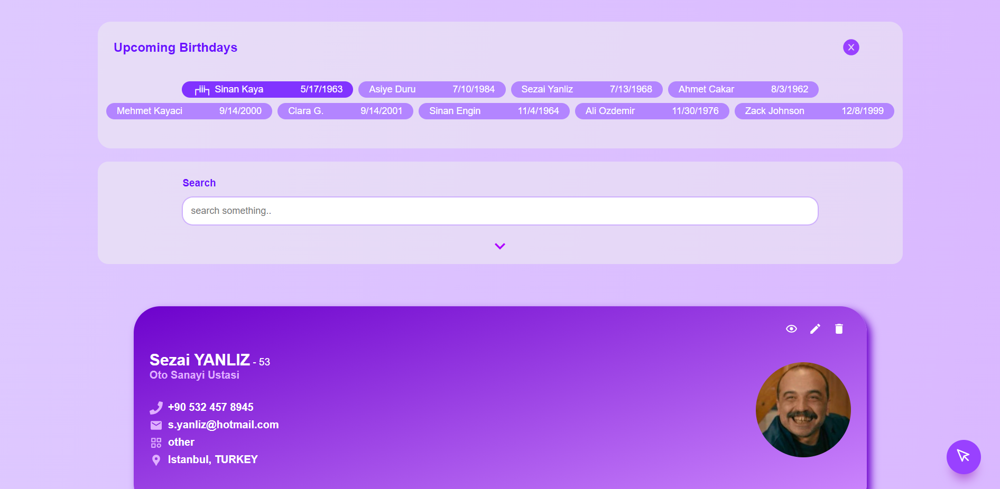 Upcoming Birthdays
X
┌iii┐ Sinan Kaya 5/17/1963 Asiye Duru 7/10/1984 Sezai Yanliz 7/13/1968 Ahmet Cakar 8/3/1962
Mehmet Kayaci 9/14/2000 Clara G. 9/14/2001 Sinan Engin 11/4/1964 Ali Ozdemir 11/30/1976 Zack Johnson 12/8/1999
Search
search something..
Sezai YANLIZ - 53
Oto Sanayi Ustasi
+90 532 457 8945
s.yanliz@hotmail.com
other
Istanbul, TURKEY